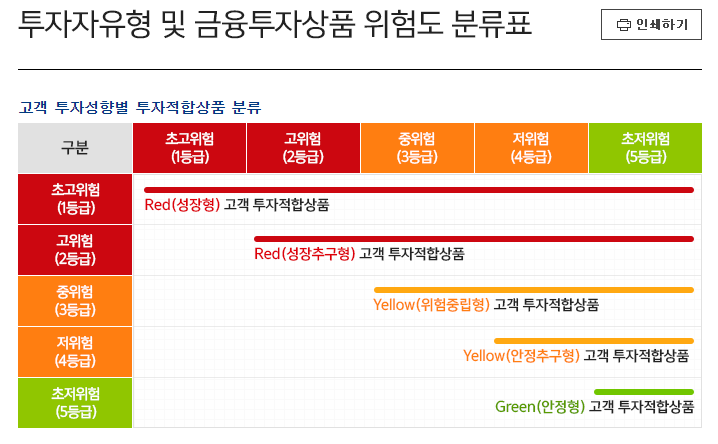 투자자유형 및 금융투자상품 위험도 분류표
인쇄하기
고객 투자성향별 투자적합상품 분류
구분
초고위험
(1등급)
고위험
(2등급)
중위험
(3등급)
저위험
(4등급)
초저위험
(5등급)
초고위험
(1등급)
Red(성장형) 고객 투자적합상품
고위험
(2등급)
Red(성장추구형) 고객 투자적합상품
중위험
(3등급)
Yellow(위험중립형) 고객 투자적합상품
저위험
(4등급)
Yellow(안정추구형) 고객 투자적합상품
초저위험
(5등급)
Green(안정형) 고객 투자적합상품